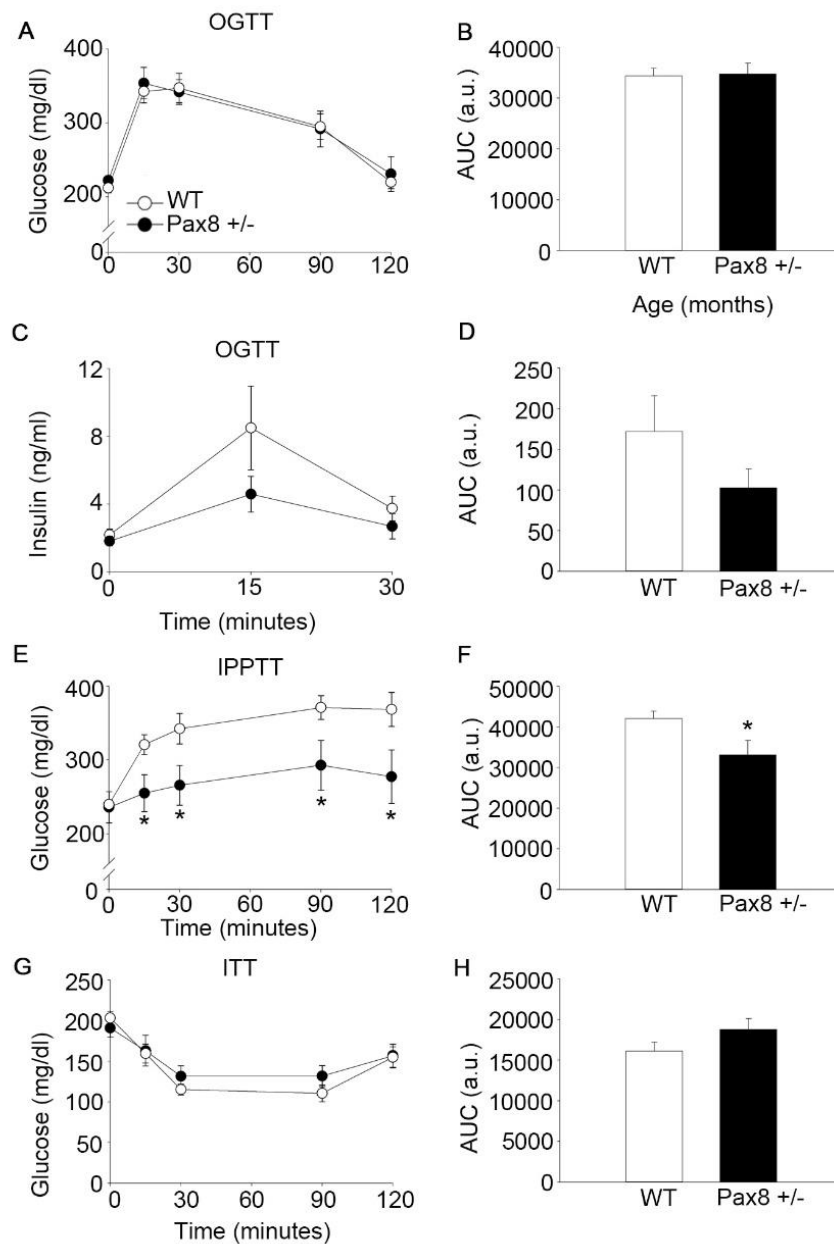 A
OGTT
Glucose (mg/dl)
400
300
200
0
WT
Pax8 +/-
0 30 60 90 120
B
AUC (a.u.)
40000
30000
20000
10000
0
WT Pax8 +/-
Age (months)
C
OGTT
Insulin (ng/ml)
12
8
4
0
0 15 30
Time (minutes)
D
AUC (a.u.)
250
200
150
100
50
0
WT Pax8 +/-
E
IPPTT
Glucose (mg/dl)
400
300
200
0
* * * *
0 30 60 90 120
Time (minutes)
F
AUC (a.u.)
50000
40000
30000
20000
10000
0
*
WT Pax8 +/-
G
ITT
Glucose (mg/dl)
250
200
150
100
50
0
0 30 60 90 120
Time (minutes)
H
AUC (a.u.)
25000
20000
15000
10000
5000
0
WT Pax8 +/-